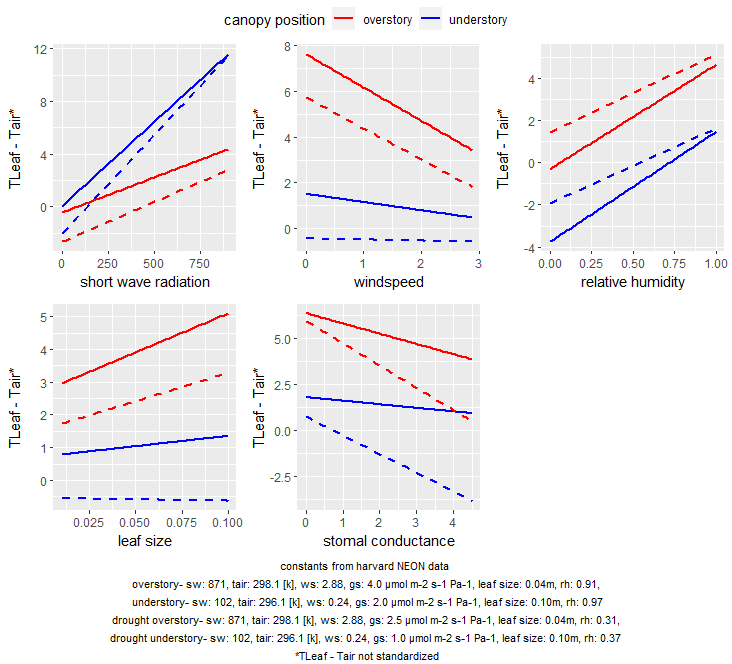 canopy position overstory understory
TLeaf - Tair*
12
8
4
0
0 250 500 750
short wave radiation
TLeaf - Tair*
8
6
4
2
0
0 1 2 3
windspeed
TLeaf - Tair*
4
2
0
-2
-4
0.00 0.25 0.50 0.75 1.00
relative humidity
TLeaf - Tair*
5
4
3
2
1
0
0.025 0.050 0.075 0.100
leaf size
TLeaf - Tair*
5.0
2.5
0.0
-2.5
0 1 2 3 4
stomal conductance
constants from harvard NEON data
overstory- sw: 871, tair: 298.1 [k], ws: 2.88, gs: 4.0 μmol m-2 s-1 Pa-1, leaf size: 0.04m, rh: 0.91,
understory- sw: 102, tair: 296.1 [k], ws: 0.24, gs: 2.0 μmol m-2 s-1 Pa-1, leaf size: 0.10m, rh: 0.97
drought overstory- sw: 871, tair: 298.1 [k], ws: 2.88, gs: 2.5 μmol m-2 s-1 Pa-1, leaf size: 0.04m, rh: 0.31,
drought understory- sw: 102, tair: 296.1 [k], ws: 0.24, gs: 1.0 μmol m-2 s-1 Pa-1, leaf size: 0.10m, rh: 0.37
*TLeaf - Tair not standardized